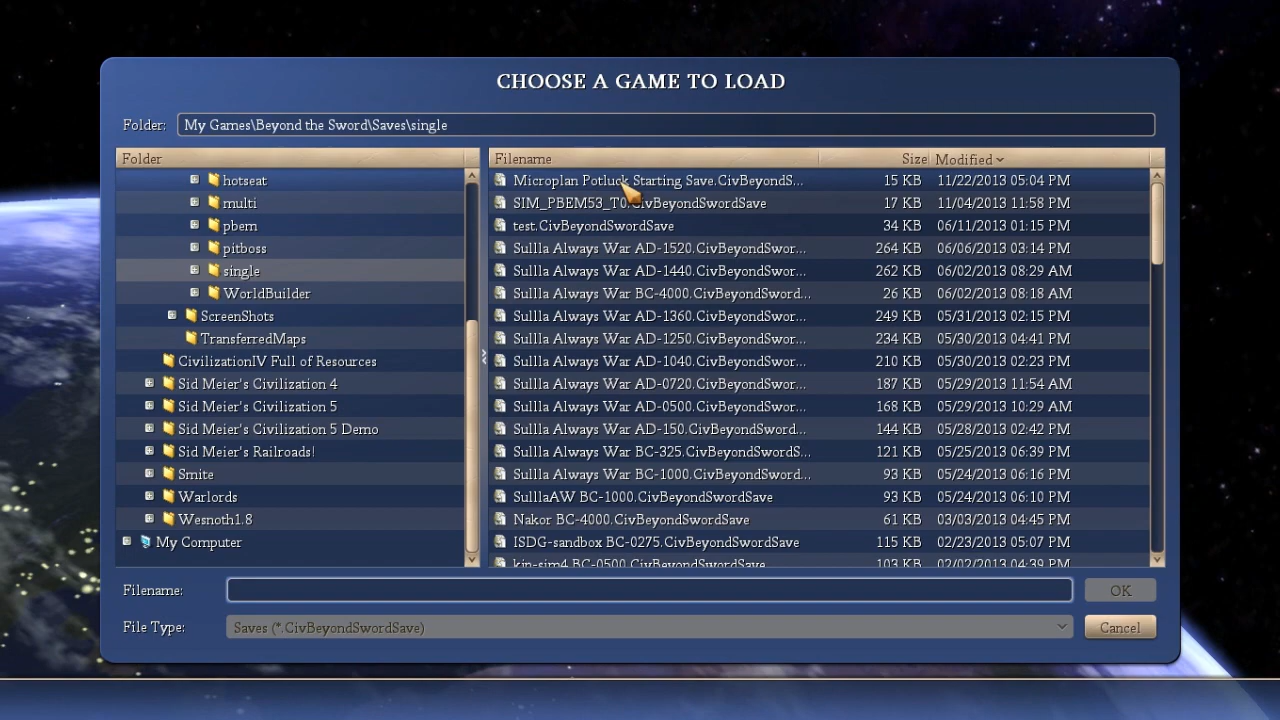 CHOOSE A GAME TO LOAD
Folder: My Games\Beyond the Sword\Saves\single
Folder
hotseat
multi
pbem
pitboss
single
WorldBuilder
ScreenShots
TransferredMaps
CivilizationIV Full of Resources
Sid Meier's Civilization 4
Sid Meier's Civilization 5
Sid Meier's Civilization 5 Demo
Sid Meier's Railroads!
Smite
Warlords
Wesnoth1.8
My Computer
Filename Size Modified
Microplan Potluck Starting Save.CivBeyondS... 15 KB 11/22/2013 05:04 PM
SIM_PBEM53_T0.CivBeyondSwordSave 17 KB 11/04/2013 11:58 PM
test.CivBeyondSwordSave 34 KB 06/11/2013 01:15 PM
Sullla Always War AD-1520.CivBeyondSwor... 264 KB 06/06/2013 03:14 PM
Sullla Always War AD-1440.CivBeyondSwor... 262 KB 06/02/2013 08:29 AM
Sullla Always War BC-4000.CivBeyondSword... 26 KB 06/02/2013 08:18 AM
Sullla Always War AD-1360.CivBeyondSwor... 249 KB 05/31/2013 02:15 PM
Sullla Always War AD-1250.CivBeyondSwor... 234 KB 05/30/2013 04:41 PM
Sullla Always War AD-1040.CivBeyondSwor... 210 KB 05/30/2013 02:23 PM
Sullla Always War AD-0720.CivBeyondSwor... 187 KB 05/29/2013 11:54 AM
Sullla Always War AD-0500.CivBeyondSwor... 168 KB 05/29/2013 10:29 AM
Sullla Always War AD-150.CivBeyondSwordS... 144 KB 05/28/2013 02:42 PM
Sullla Always War BC-325.CivBeyondSwordS... 121 KB 05/25/2013 06:39 PM
Sullla Always War BC-1000.CivBeyondSword... 93 KB 05/24/2013 06:16 PM
SulllaAW BC-1000.CivBeyondSwordSave 93 KB 05/24/2013 06:10 PM
Nakor BC-4000.CivBeyondSwordSave 61 KB 03/03/2013 04:45 PM
ISDG-sandbox BC-0275.CivBeyondSwordSave 115 KB 02/23/2013 05:07 PM
kin-sim4 BC-0500.CivBeyondSwordSave 103 KB 02/02/2013 04:39 PM
Filename: OK
File Type: Saves (*.CivBeyondSwordSave) Cancel